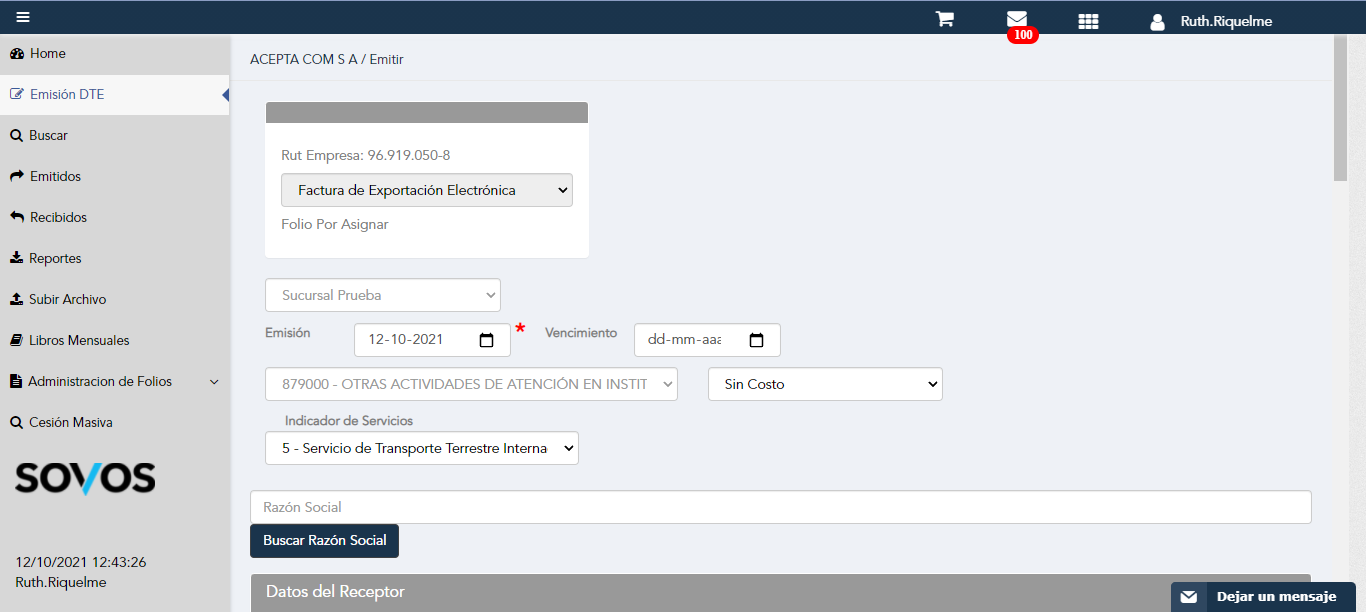 Ruth.Riquelme
100
Home
Emisión DTE
Buscar
Emitidos
Recibidos
Reportes
Subir Archivo
Libros Mensuales
Administracion de Folios
Cesión Masiva
SOVOS
12/10/2021 12:43:26
Ruth.Riquelme
ACEPTA COM S A / Emitir
Rut Empresa: 96.919.050-8
Factura de Exportación Electrónica
Folio Por Asignar
Sucursal Prueba
Emisión 12-10-2021 * Vencimiento dd-mm-aaa
879000 - OTRAS ACTIVIDADES DE ATENCIÓN EN INSTIT Sin Costo
Indicador de Servicios
5 - Servicio de Transporte Terrestre Interna
Razón Social
Buscar Razón Social
Datos del Receptor
Dejar un mensaje